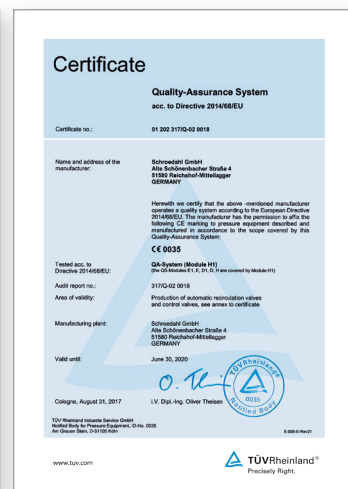 Certificate
Quality-Assurance System
acc. to Directive 2014/68/EU
Certificate no.: 01 202 317/Q-02 0018
Name and address of the manufacturer: Schroedahl GmbH
Alte Schönenbacher Straße 4
51580 Reichshof-Mittelagger
GERMANY
Herewith we certify that the above -mentioned manufacturer
operates a quality system according to the European Directive
2014/68/EU. The manufacturer has the permission to affix the
following CE marking to pressure equipment described and
manufactured in accordance to the scope covered by this
Quality-Assurance System:
CE 0035
Tested acc. to Directive 2014/68/EU: QA-System (Module H1)
(the QS-Modules E1, E, D1, D, H are covered by Module H1)
Audit report no.: 317/Q-02 0018
Area of validity: Production of automatic recirculation valves
and control valves, see annex to certificate
Manufacturing plant: Schroedahl GmbH
Alte Schönenbacher Straße 4
51580 Reichshof-Mittelagger
GERMANY
Valid until: June 30, 2020
Cologne, August 31, 2017 i.V. Dipl.-Ing. Oliver Theisen
TÜVRheinland
0035
Notified Body
TÜV Rheinland Industrie Service GmbH
Notified Body for Pressure Equipment, ID-No. 0035
Am Grauen Stein, D-51105 Köln
www.tuv.com
TÜVRheinland®
Precisely Right.